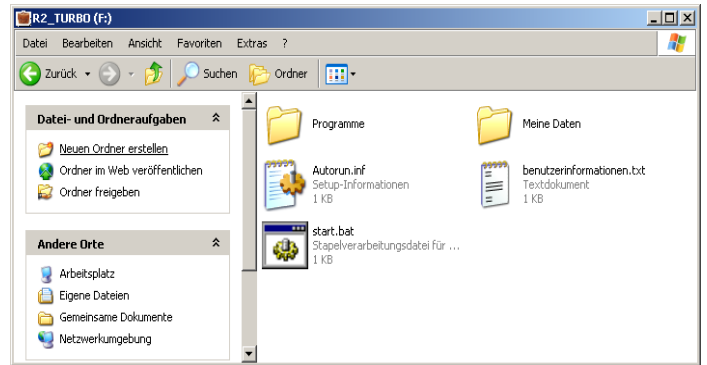 R2_TURBO (F:)
Datei Bearbeiten Ansicht Favoriten Extras ?
Zurück Suchen Ordner
Datei- und Ordneraufgaben
Neuen Ordner erstellen
Ordner im Web veröffentlichen
Ordner freigeben
Andere Orte
Arbeitsplatz
Eigene Dateien
Gemeinsame Dokumente
Netzwerkumgebung
Programme
Meine Daten
Autorun.inf
Setup-Informationen
1 KB
benutzerinformationen.txt
Textdokument
1 KB
start.bat
Stapelverarbeitungsdatei für ...
1 KB